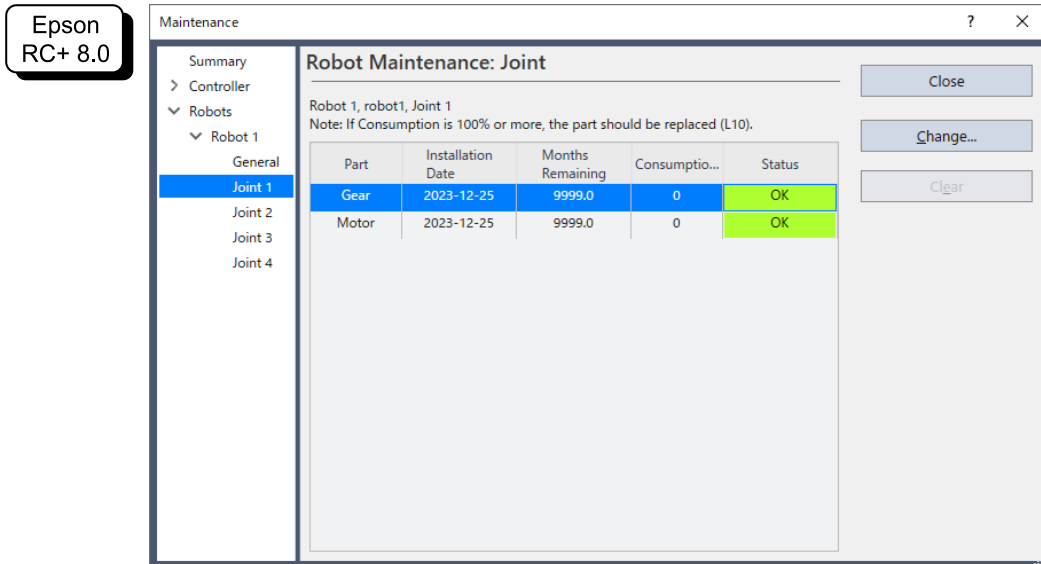 Epson
RC+ 8.0
Maintenance
?
Summary
Controller
Robots
Robot 1
General
Joint 1
Joint 2
Joint 3
Joint 4
Robot Maintenance: Joint
Robot 1, robot1, Joint 1
Note: If Consumption is 100% or more, the part should be replaced (L10).
Part Installation Date Months Remaining Consumptio... Status
Gear 2023-12-25 9999.0 0 OK
Motor 2023-12-25 9999.0 0 OK
Close
Change...
Clear